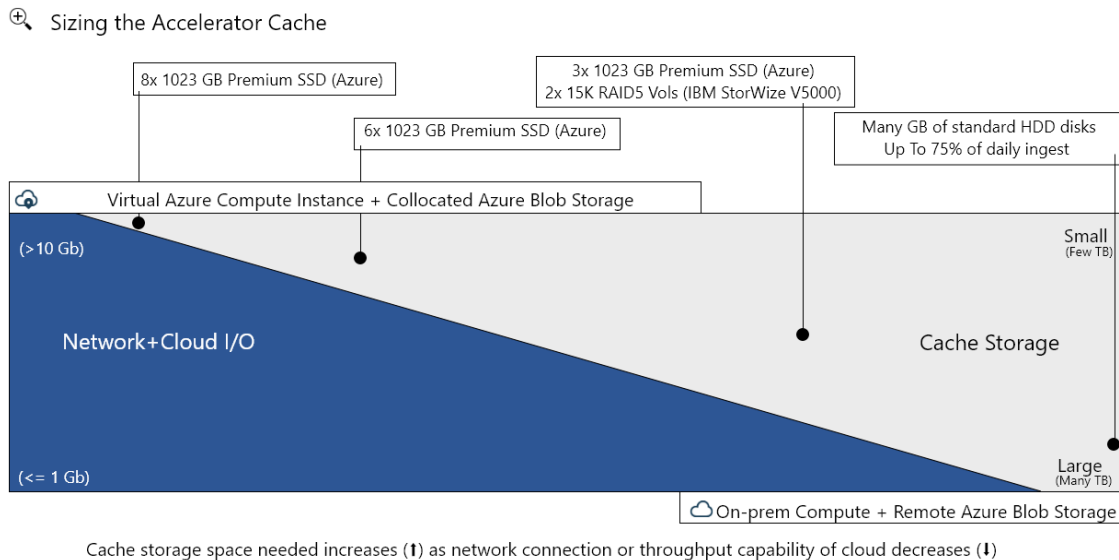 Sizing the Accelerator Cache
8x 1023 GB Premium SSD (Azure)
3x 1023 GB Premium SSD (Azure)
2x 15K RAID5 Vols (IBM StorWize V5000)
6x 1023 GB Premium SSD (Azure)
Many GB of standard HDD disks
Up To 75% of daily ingest
Virtual Azure Compute Instance + Collocated Azure Blob Storage
(>10 Gb)
Small
(Few TB)
Network+Cloud I/O
Cache Storage
(<= 1 Gb)
Large
(Many TB)
On-prem Compute + Remote Azure Blob Storage
Cache storage space needed increases (⬆) as network connection or throughput capability of cloud decreases (⬇)